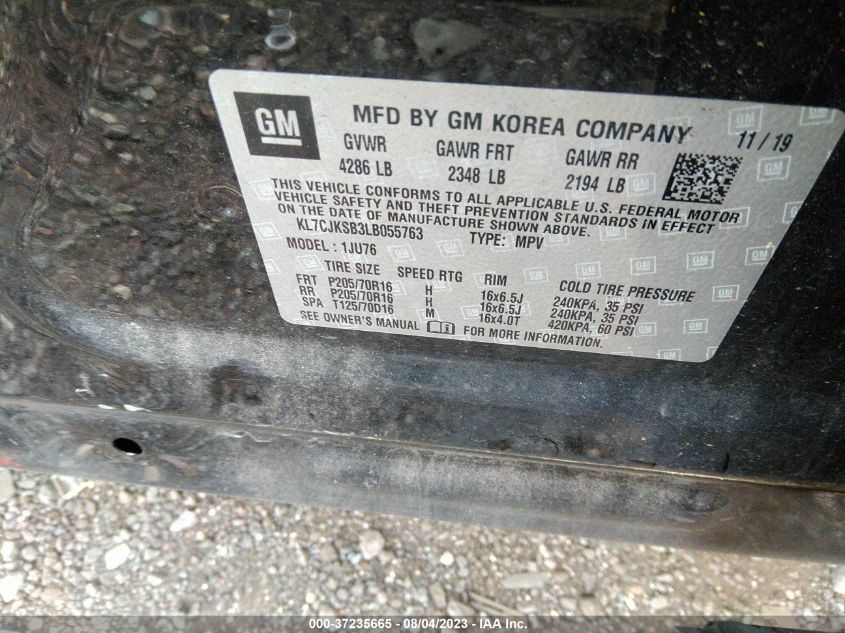 GM
MFD BY GM KOREA COMPANY 11/19
GVWR GAWR FRT GAWR RR
4286 LB 2348 LB 2194 LB
THIS VEHICLE CONFORMS TO ALL APPLICABLE U.S. FEDERAL MOTOR
VEHICLE SAFETY AND THEFT PREVENTION STANDARDS IN EFFECT
ON THE DATE OF MANUFACTURE SHOWN ABOVE.
KL7CJKSB3LB055763 TYPE: MPV
MODEL: 1JU76
TIRE SIZE SPEED RTG RIM COLD TIRE PRESSURE
FRT P205/70R16 H 16x6.5J 240KPA, 35 PSI
RR P205/70R16 H 16x6.5J 240KPA, 35 PSI
SPA T125/70D16 M 16x4.0T 420KPA, 60 PSI
SEE OWNER'S MANUAL FOR MORE INFORMATION.
000-37235665 - 08/04/2023 - IAA Inc.